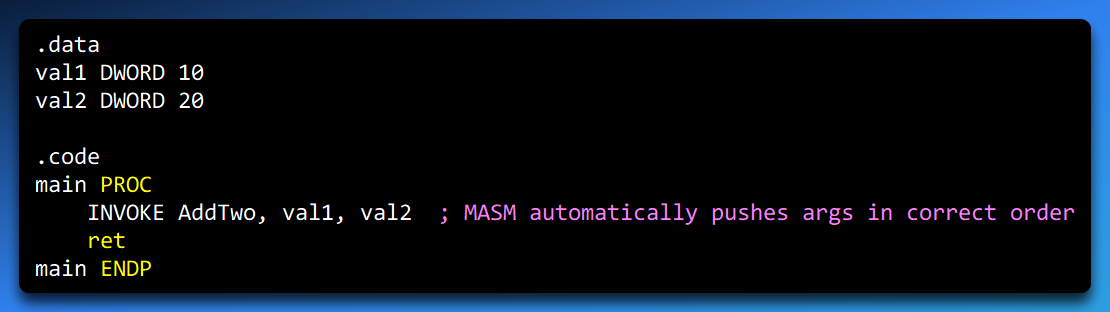 .data
val1 DWORD 10
val2 DWORD 20
.code
main PROC
INVOKE AddTwo, val1, val2  ; MASM automatically pushes args in correct order
ret
main ENDP